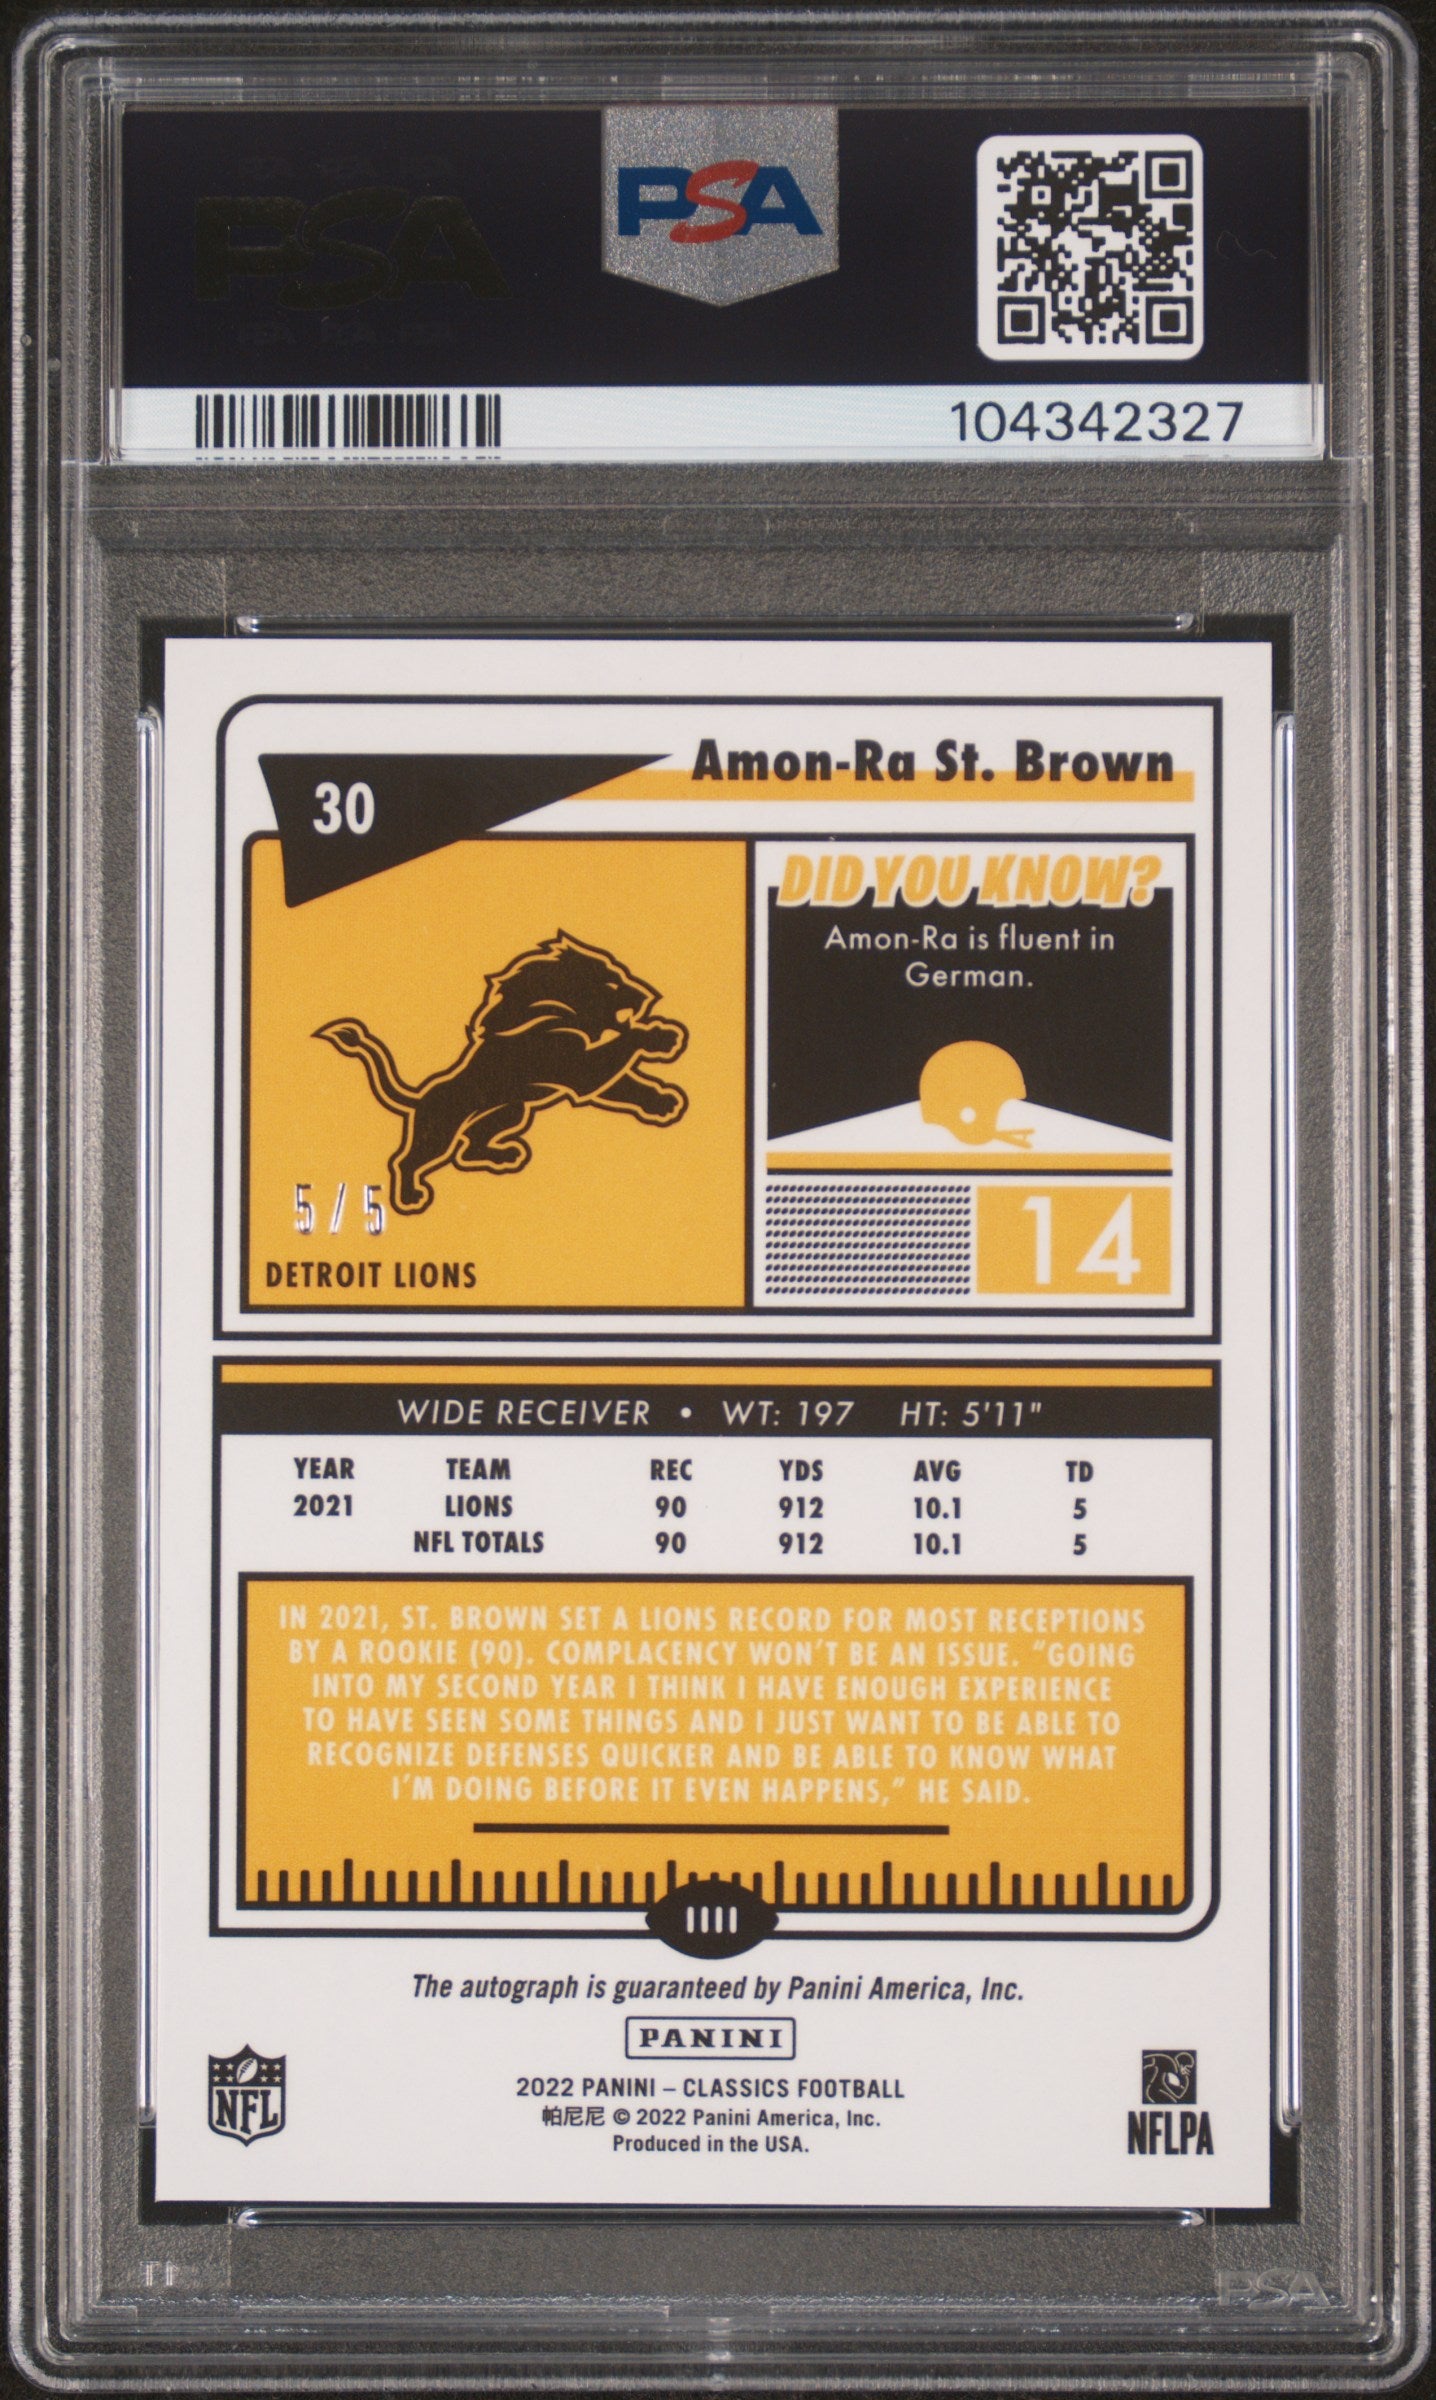 PSA
PSA
104342327
Amon-Ra St. Brown
30
DID YOU KNOW?
Amon-Ra is fluent in
German.
5/5
DETROIT LIONS
14
WIDE RECEIVER • WT: 197 HT: 5'11"
YEAR TEAM REC YDS AVG TD
2021 LIONS 90 912 10.1 5
NFL TOTALS 90 912 10.1 5
IN 2021, ST. BROWN SET A LIONS RECORD FOR MOST RECEPTIONS
BY A ROOKIE (90). COMPLACENCY WON'T BE AN ISSUE. "GOING
INTO MY SECOND YEAR I THINK I HAVE ENOUGH EXPERIENCE
TO HAVE SEEN SOME THINGS AND I JUST WANT TO BE ABLE TO
RECOGNIZE DEFENSES QUICKER AND BE ABLE TO KNOW WHAT
I'M DOING BEFORE IT EVEN HAPPENS," HE SAID.
The autograph is guaranteed by Panini America, Inc.
PANINI
2022 PANINI – CLASSICS FOOTBALL
帕尼尼 © 2022 Panini America, Inc.
Produced in the USA.
NFL
NFLPA
PSA